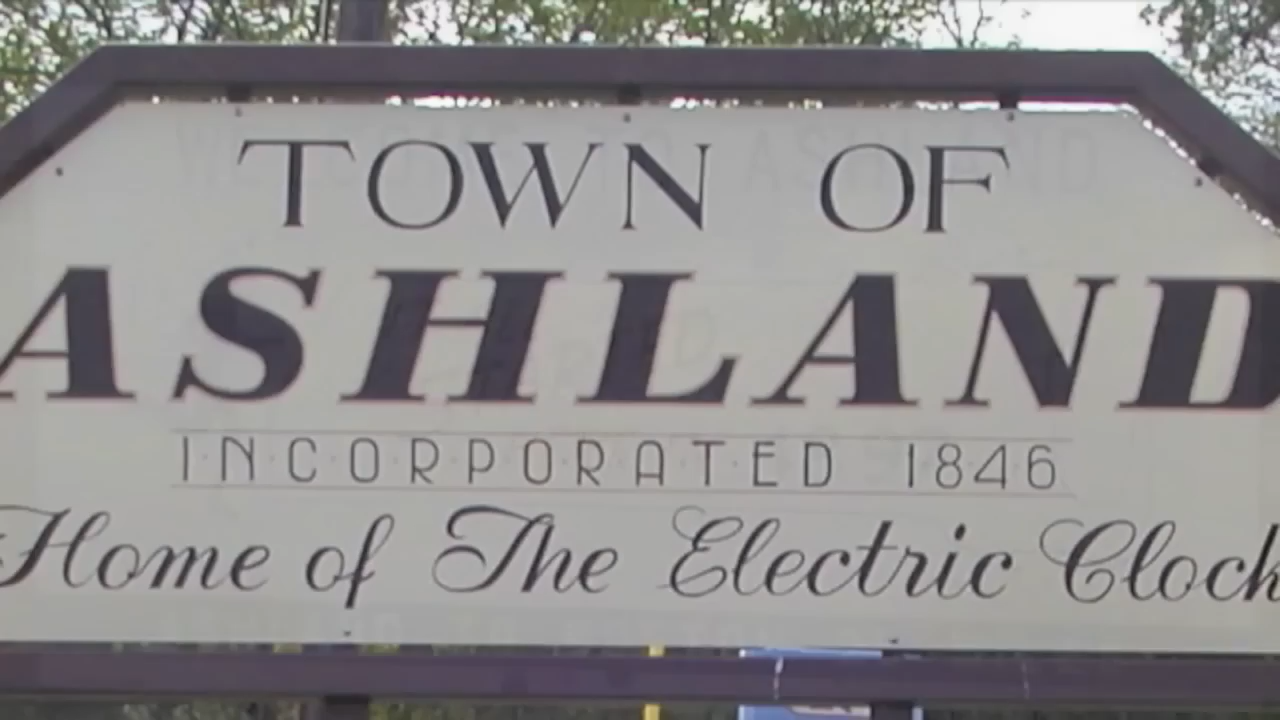 TOWN OF
ASHLAND
INCORPORATED 1846
Home of The Electric Clock